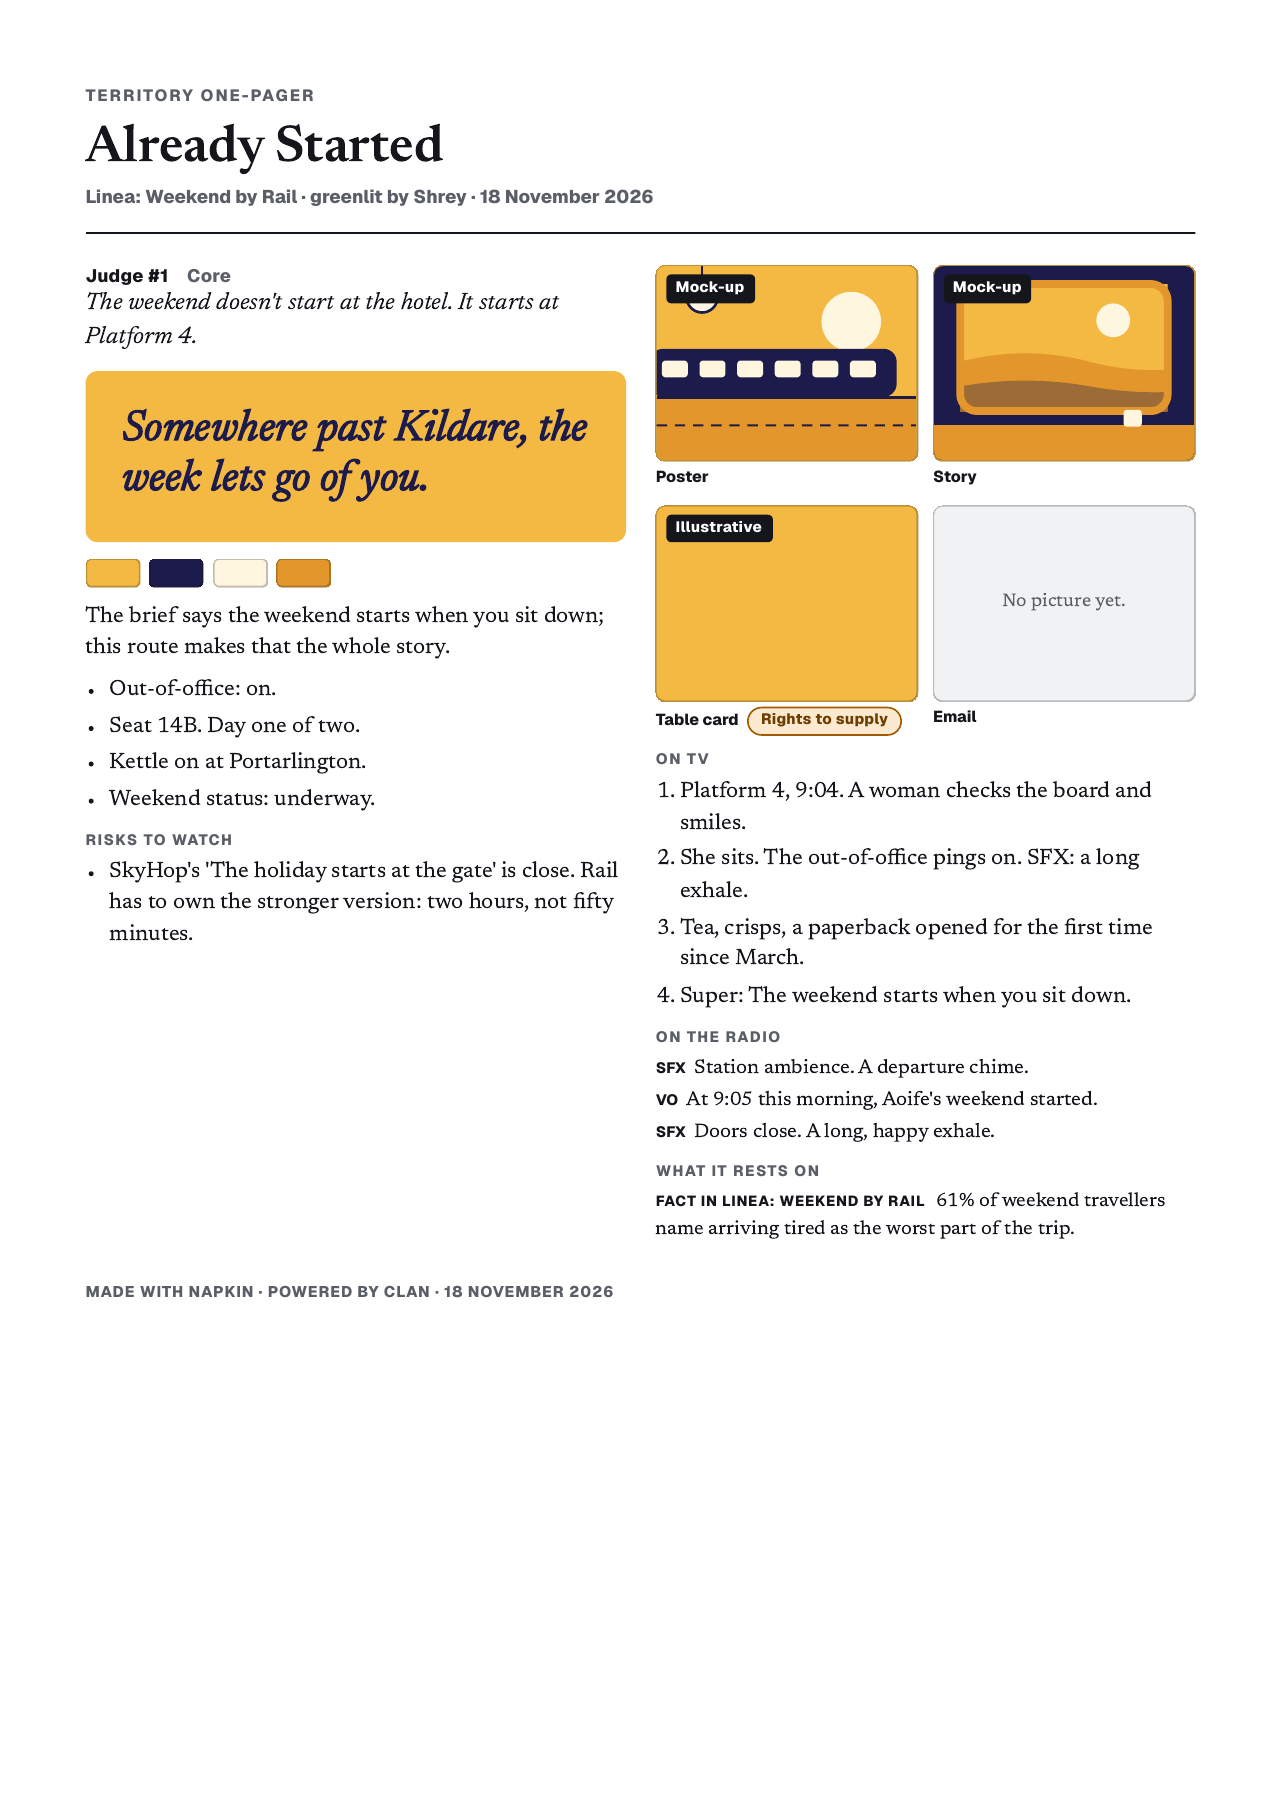 TERRITORY ONE-PAGER
Already Started
Linea: Weekend by Rail · greenlit by Shrey · 18 November 2026
Judge #1 Core
The weekend doesn't start at the hotel. It starts at
Platform 4.
Somewhere past Kildare, the
week lets go of you.
The brief says the weekend starts when you sit down;
this route makes that the whole story.
• Out-of-office: on.
• Seat 14B. Day one of two.
• Kettle on at Portarlington.
• Weekend status: underway.
RISKS TO WATCH
• SkyHop's 'The holiday starts at the gate' is close. Rail
has to own the stronger version: two hours, not fifty
minutes.
Mock-up
Poster
Mock-up
Story
Illustrative
Table card Rights to supply
No picture yet.
Email
ON TV
1. Platform 4, 9:04. A woman checks the board and
smiles.
2. She sits. The out-of-office pings on. SFX: a long
exhale.
3. Tea, crisps, a paperback opened for the first time
since March.
4. Super: The weekend starts when you sit down.
ON THE RADIO
SFX Station ambience. A departure chime.
VO At 9:05 this morning, Aoife's weekend started.
SFX Doors close. A long, happy exhale.
WHAT IT RESTS ON
FACT IN LINEA: WEEKEND BY RAIL 61% of weekend travellers
name arriving tired as the worst part of the trip.
MADE WITH NAPKIN · POWERED BY CLAN · 18 NOVEMBER 2026